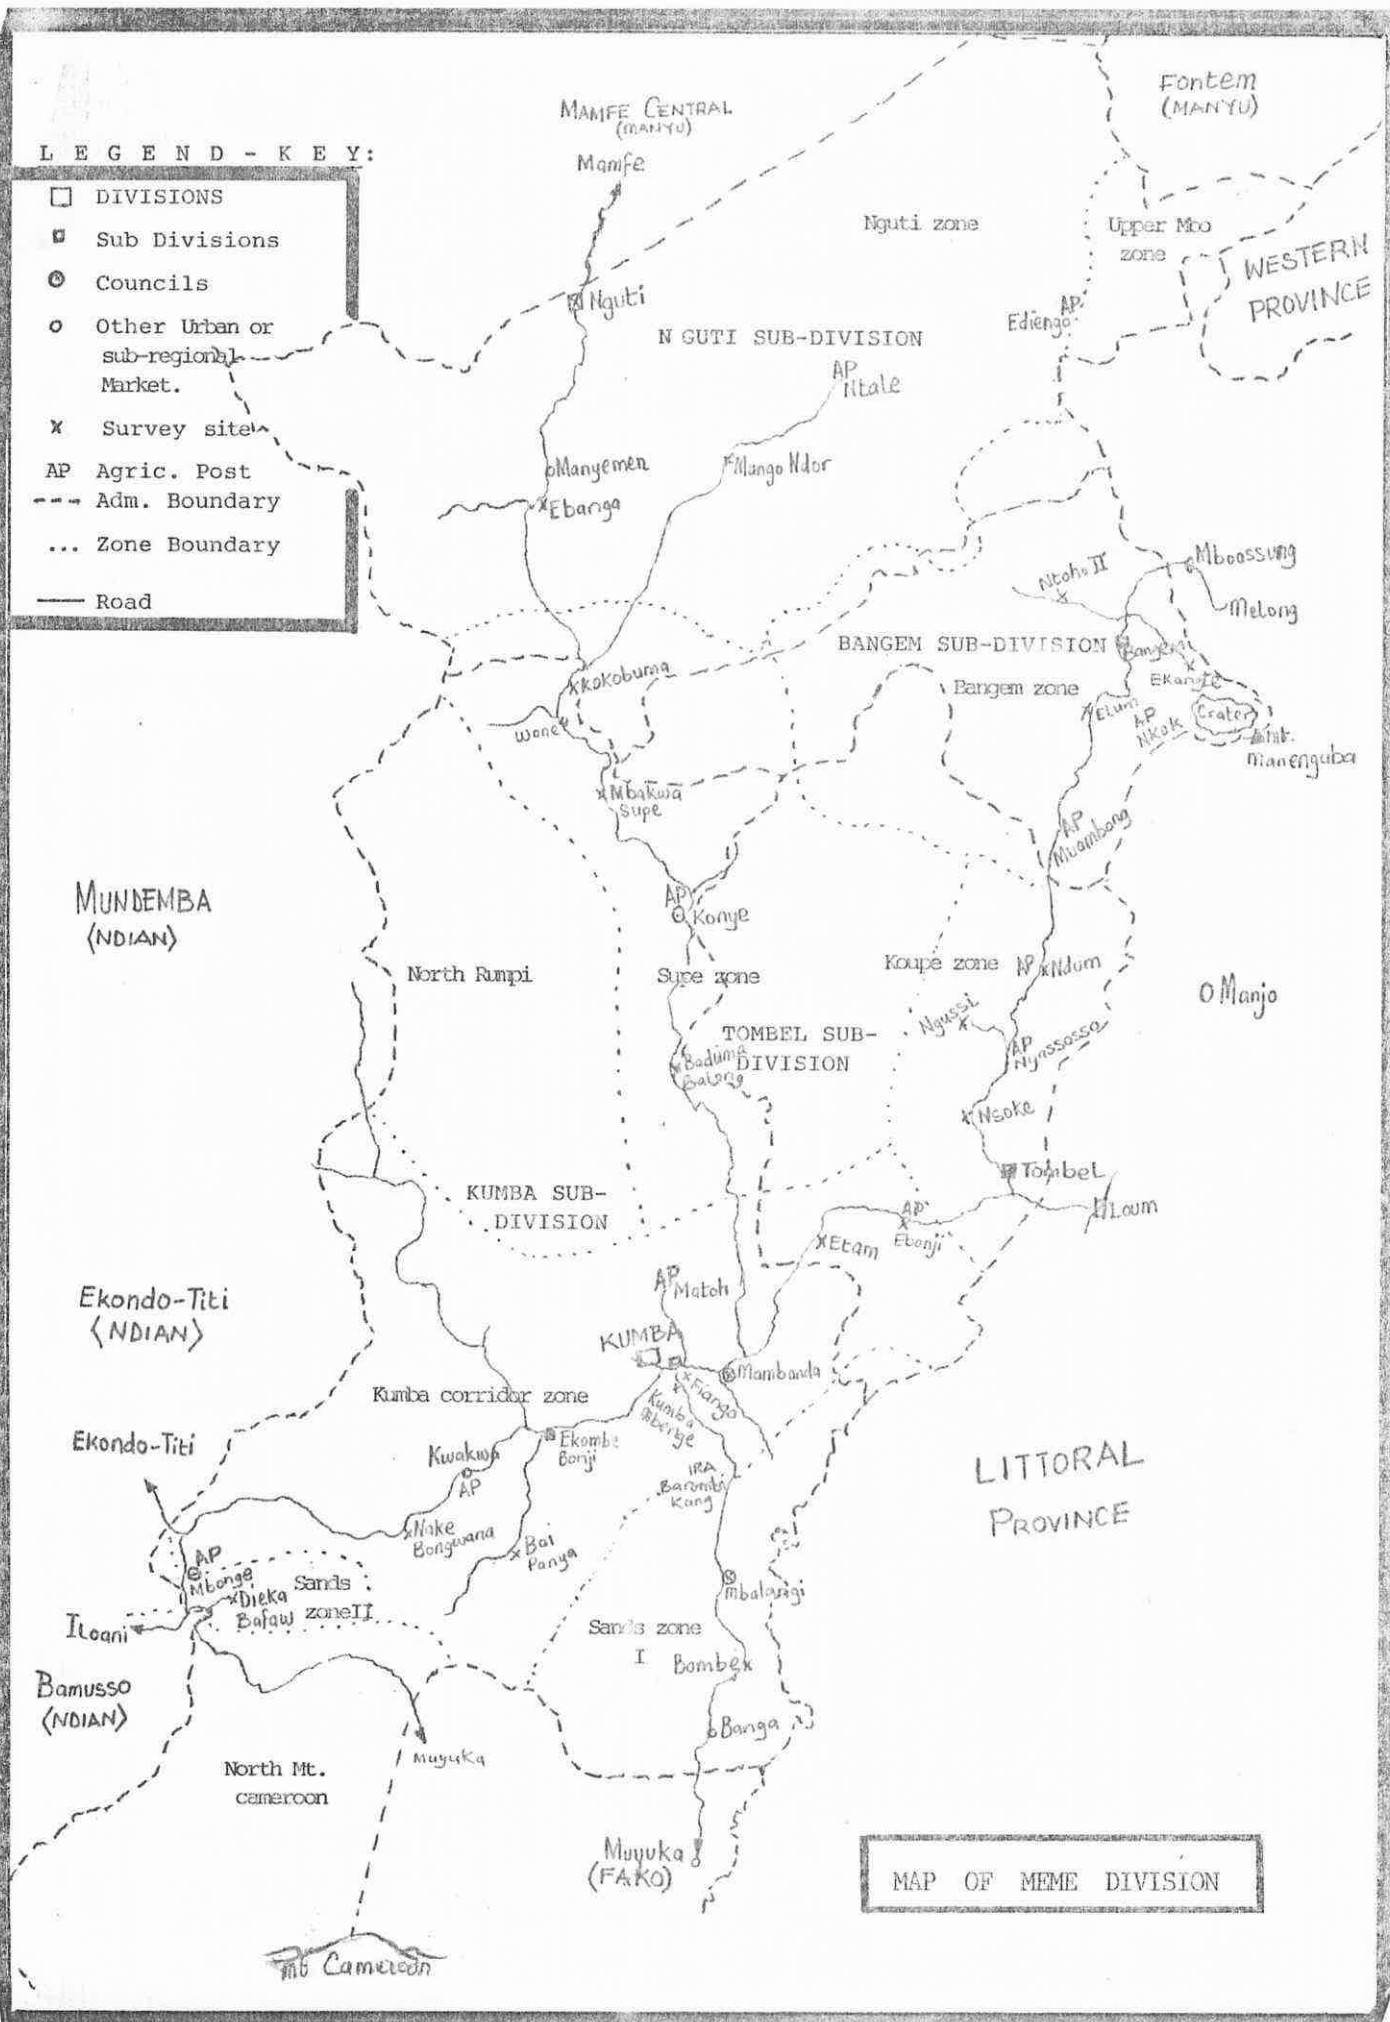 MAMFE CENTRAL
(MANYU)
Mamfe
Fontem
(MANYU)
LEGEND-KEY:
DIVISIONS
Sub Divisions
Councils
Other Urban or
sub-regional
Market.
Survey site
AP Agric. Post
Adm. Boundary
Zone Boundary
Road
Nguti zone
Upper Mbo
zone
WESTERN
PROVINCE
Nguti
NGUTI SUB-DIVISION
AP
Ediengo
AP
Ntale
Manyemen
Mango Ndor
Ebanga
Ntoho II
Mboassung
Melong
BANGEM SUB-DIVISION
Bangem
Bangem zone
Ekangte
Elum
AP
Nkok
Crater
Mt.
Manenguba
Kokobuma
Wone
Mbakwa
Supe
AP
Muambong
MUNDEMBA
(NDIAN)
AP
Konye
North Rumpi
Supe zone
Koupe zone
AP Ndum
Manjo
Ngussi
TOMBEL SUB-
DIVISION
AP
Nyassosso
Baduma
Balong
Nsoke
Tombel
Loum
KUMBA SUB-
DIVISION
AP
Ebonji
Etam
AP
Matoh
Ekondo-Titi
(NDIAN)
KUMBA
Mambanda
Fiango
Kumba
Mbonge
Kumba corridor zone
Ekombe
Bonji
Ekondo-Titi
Kwakwa
AP
IRA
Barombi
Kang
LITTORAL
PROVINCE
Nake
Bongwana
Bai
Panya
AP
Mbonge
Dieka
Bafaw
Sands
zone II
Mbalangi
Iloani
Sands zone
I
Bombek
Bamusso
(NDIAN)
Banga
Muyuka
North Mt.
cameroon
Muyuka
(FAKO)
MAP OF MEME DIVISION
Mt Cameroon